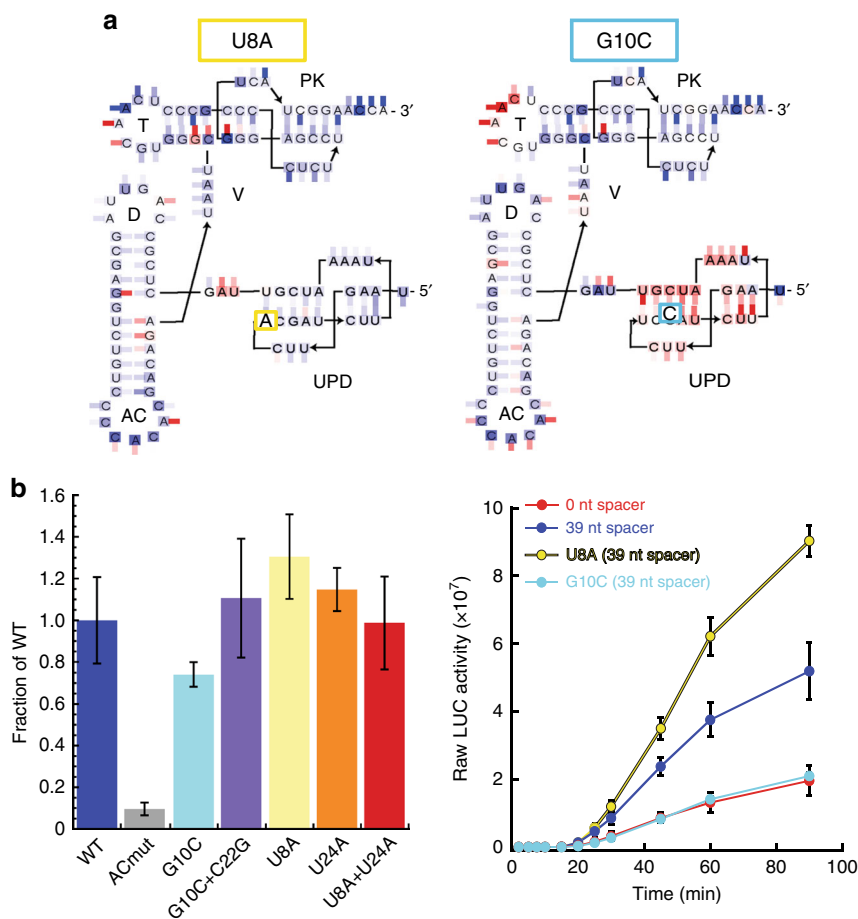 a
U8A
G10C
U C A
PK
U C G G A A C C A - 3′
C C C G C C C
G G G C G G G
A G C C U
C U C U
T
V
D
G A U
U G C U A
A A A U
G A A U - 5′
A C G A U C U U
C U U
UPD
AC
U C A
PK
U C G G A A C C A - 3′
C C C G C C C
G G G C G G G
A G C C U
C U C U
T
V
D
G A U
U G C U A
A A A U
G A A U - 5′
C U U
C U U
UPD
AC
b
Fraction of WT
1.6
1.4
1.2
1.0
0.8
0.6
0.4
0.2
0
WT
ACmut
G10C
G10C+C22G
U8A
U24A
U8A+U24A
Raw LUC activity (×10⁷)
10
8
6
4
2
0
0 nt spacer
39 nt spacer
U8A (39 nt spacer)
G10C (39 nt spacer)
0 20 40 60 80 100
Time (min)